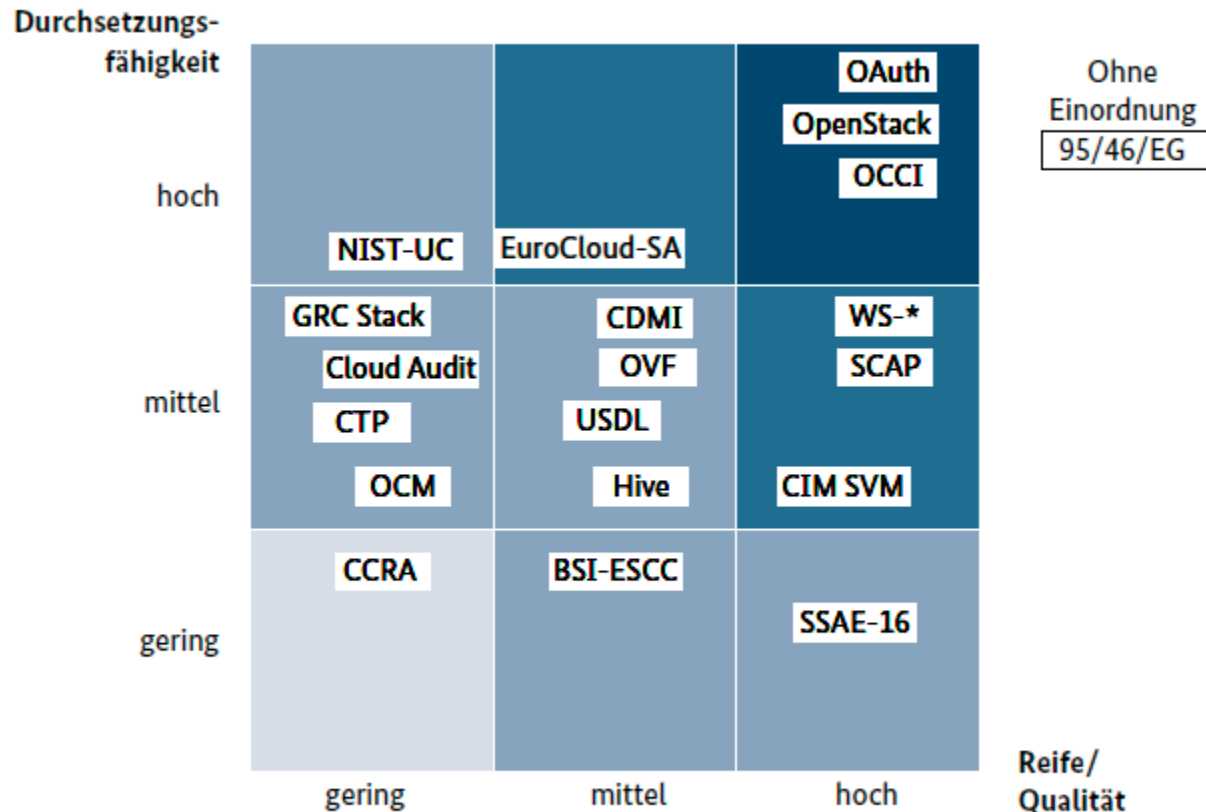 Durchsetzungs-
fähigkeit
OAuth
Ohne
Einordnung
OpenStack
95/46/EG
OCCI
hoch
NIST-UC
EuroCloud-SA
GRC Stack
CDMI
WS-*
Cloud Audit
OVF
SCAP
mittel
CTP
USDL
OCM
Hive
CIM SVM
CCRA
BSI-ESCC
SSAE-16
gering
Reife/
Qualität
gering
mittel
hoch